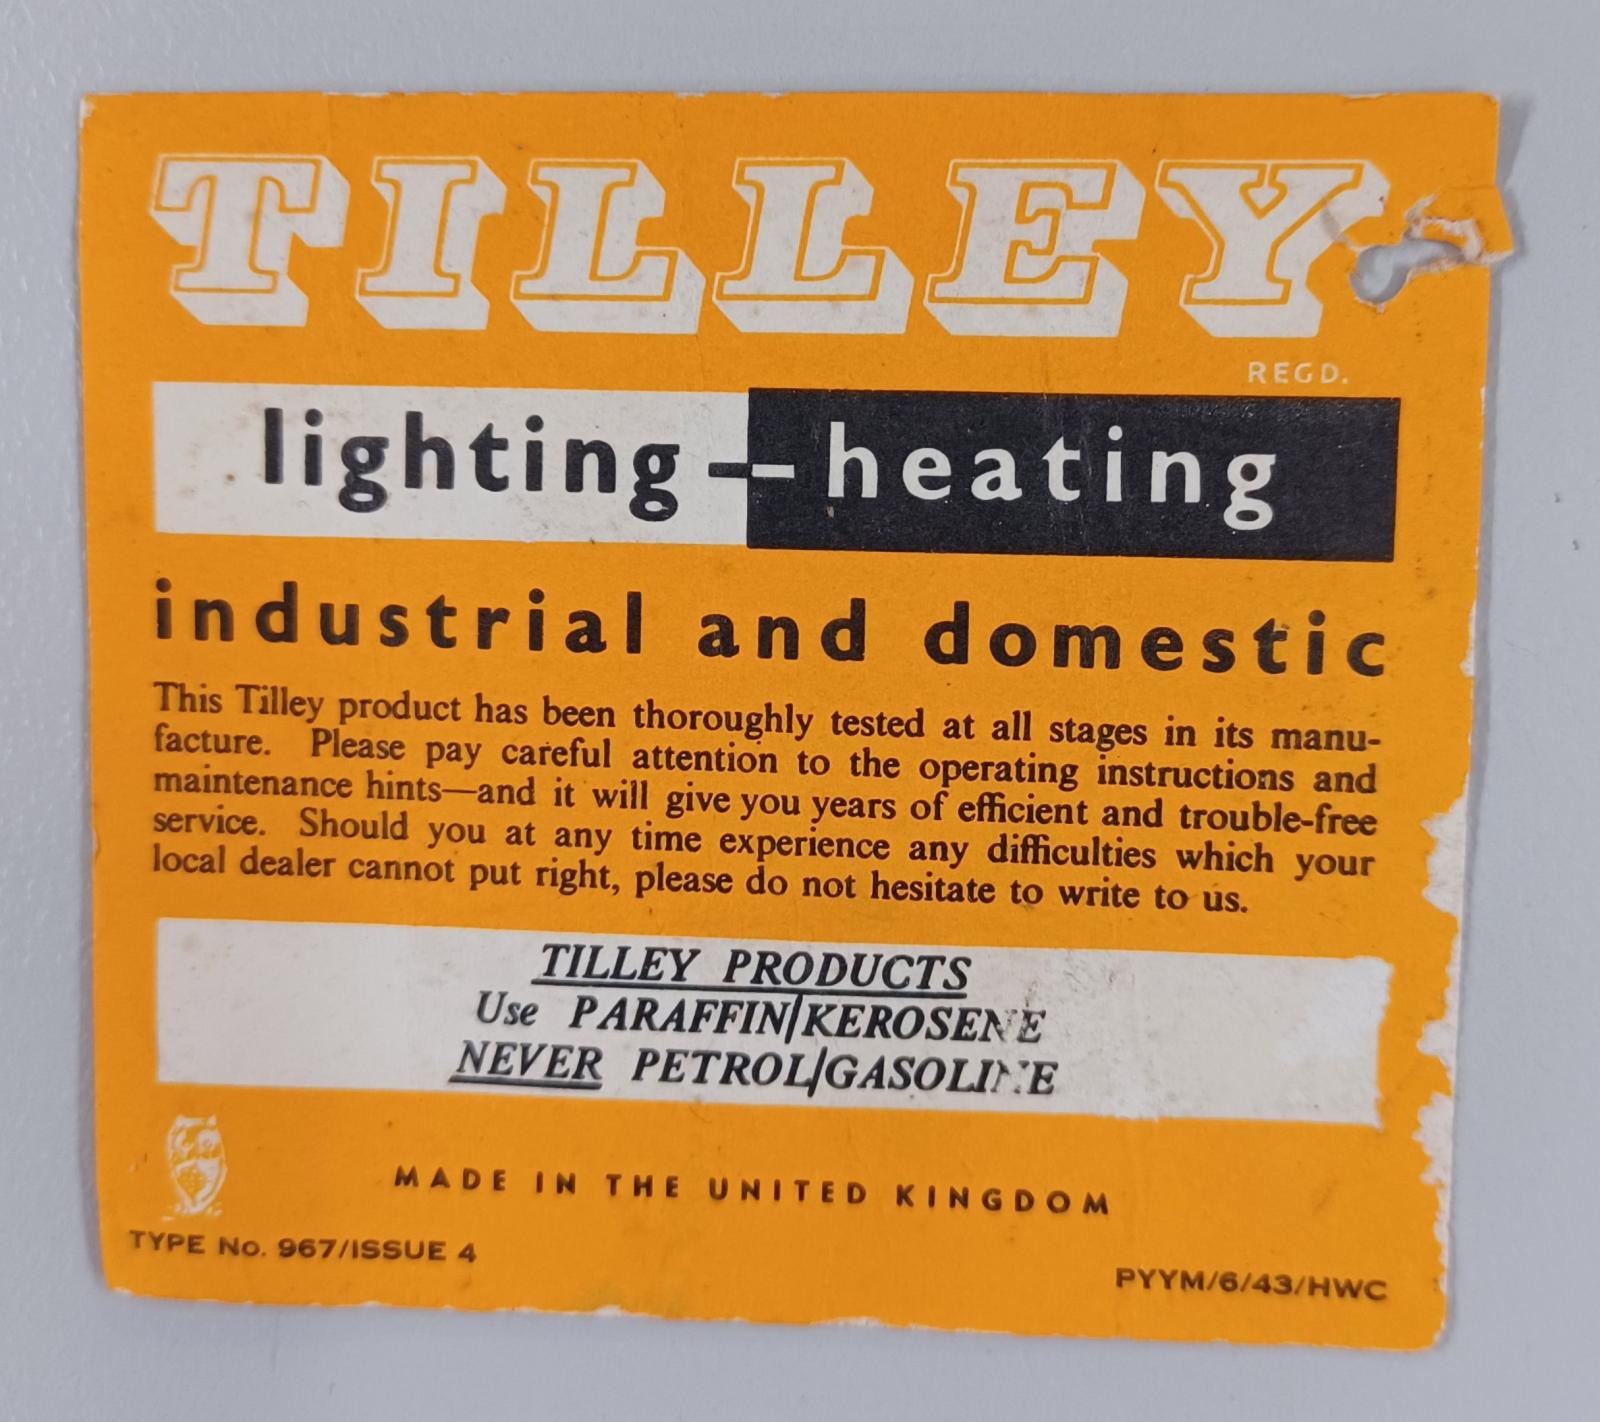 TILLEY
REGD.
lighting — heating
industrial and domestic
This Tilley product has been thoroughly tested at all stages in its manu-
facture. Please pay careful attention to the operating instructions and
maintenance hints—and it will give you years of efficient and trouble-free
service. Should you at any time experience any difficulties which your
local dealer cannot put right, please do not hesitate to write to us.
TILLEY PRODUCTS
Use PARAFFIN/KEROSENE
NEVER PETROL/GASOLINE
MADE IN THE UNITED KINGDOM
TYPE No. 967/ISSUE 4
PYYM/6/43/HWC